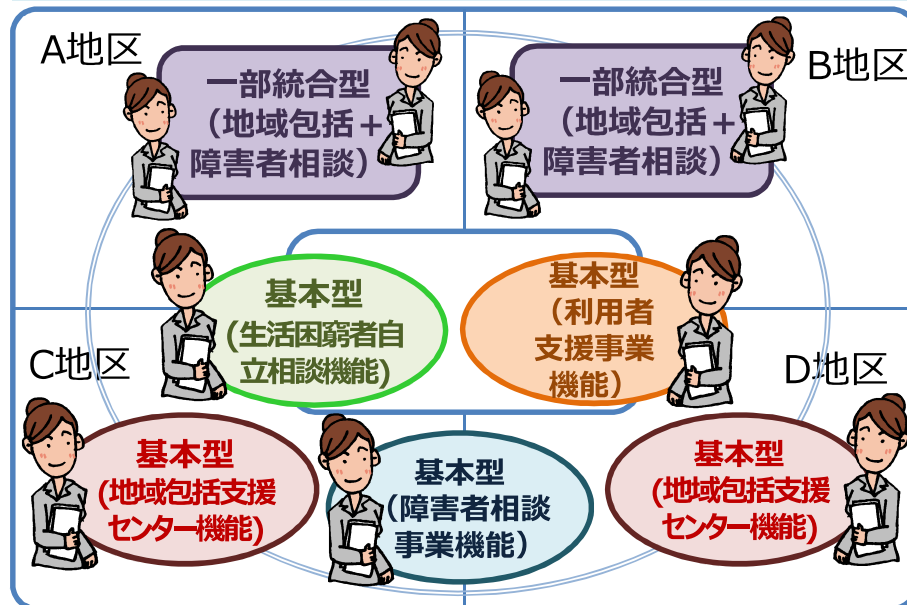 A地区
一部統合型
（地域包括＋
障害者相談）
一部統合型
（地域包括＋
障害者相談）
B地区
基本型
(生活困窮者自
立相談機能)
基本型
（利用者
支援事業
機能）
C地区
D地区
基本型
(地域包括支援
センター機能)
基本型
（障害者相談
事業機能）
基本型
(地域包括支援
センター機能)